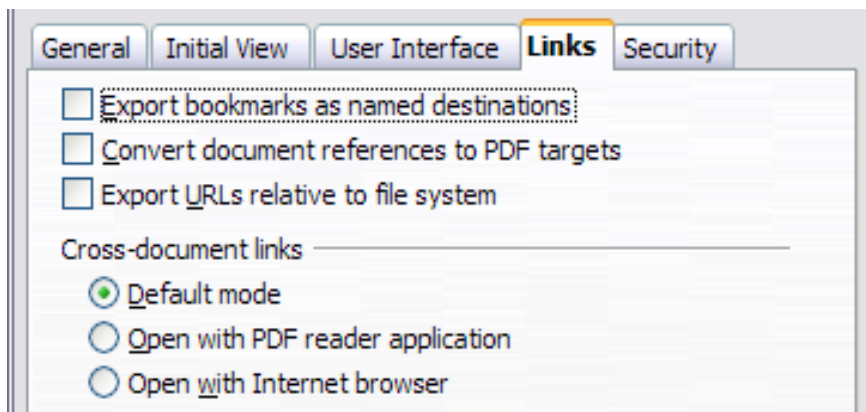 General Initial View User Interface Links Security
Export bookmarks as named destinations
Convert document references to PDF targets
Export URLs relative to file system
Cross-document links
Default mode
Open with PDF reader application
Open with Internet browser